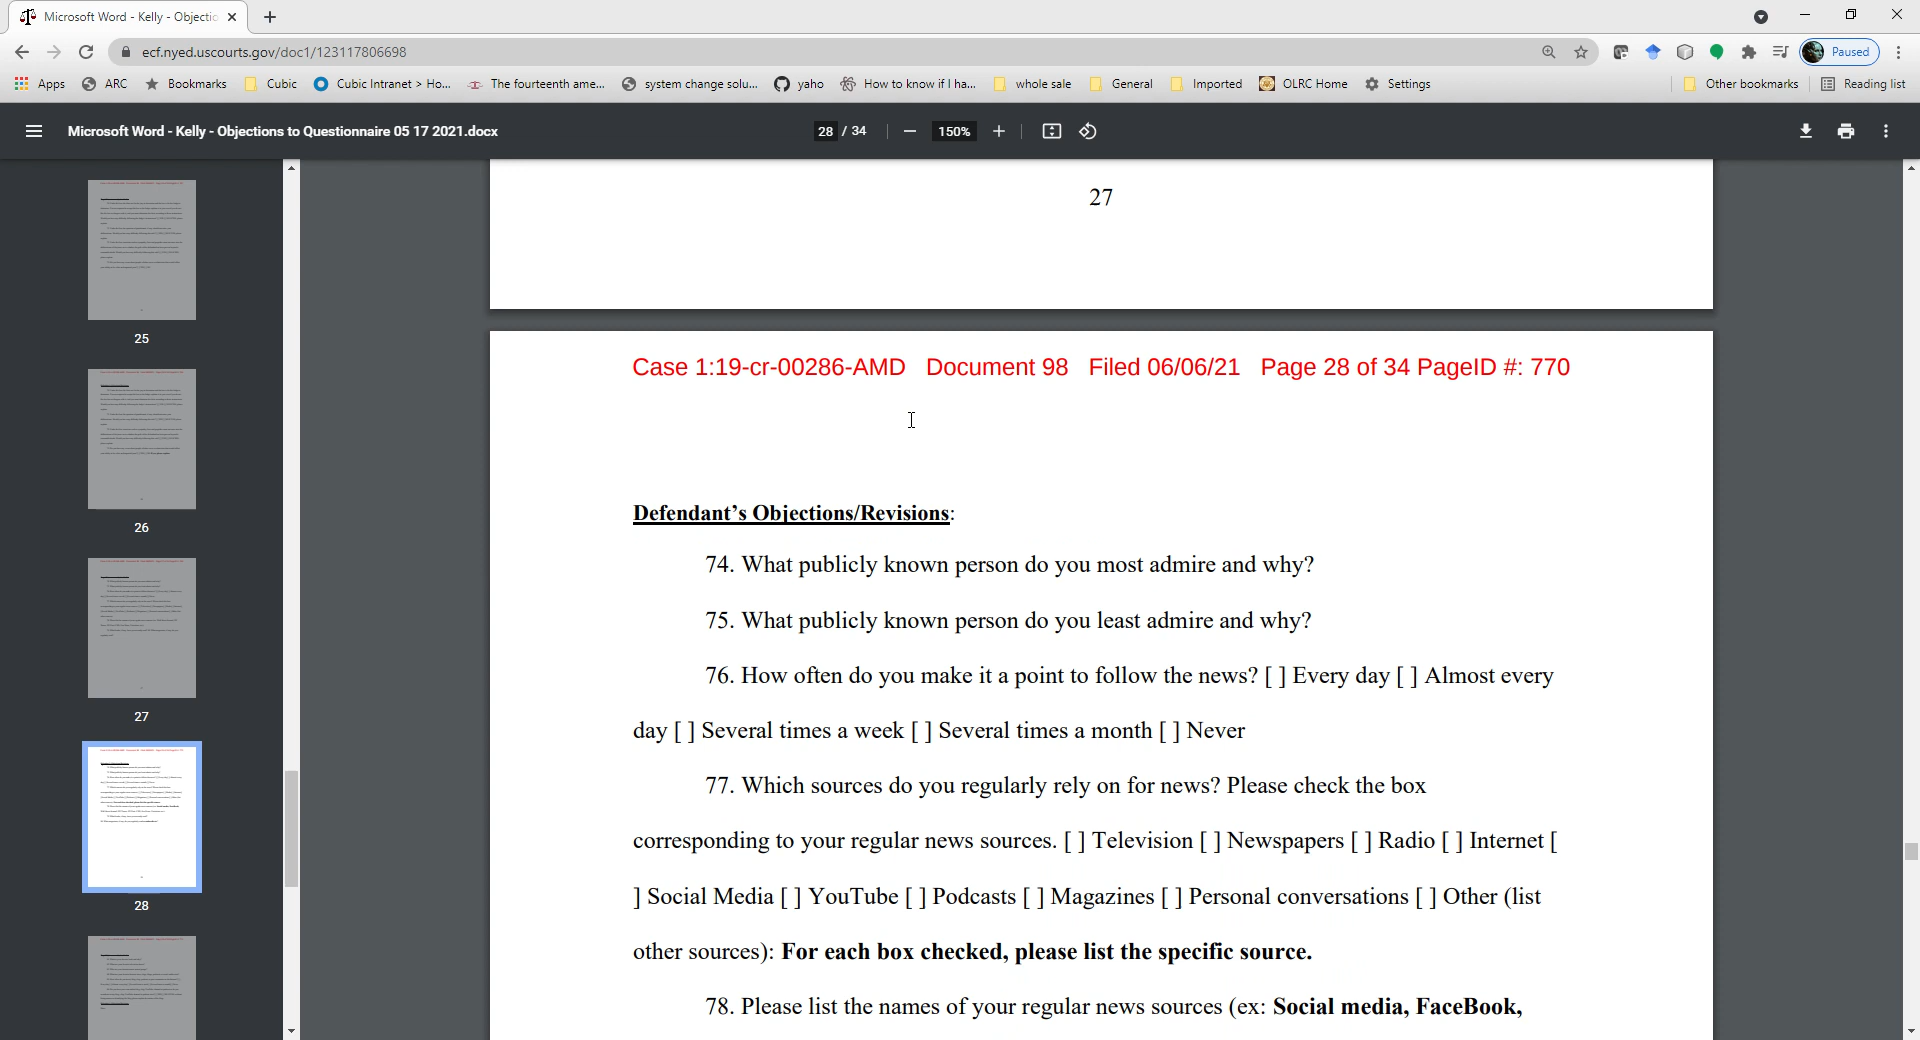 Microsoft Word - Kelly - Objectio
ecf.nyed.uscourts.gov/doc1/123117806698
Paused
Apps ARC Bookmarks Cubic Cubic Intranet > Ho... The fourteenth ame... system change solu... yaho How to know if I ha... whole sale General Imported OLRC Home Settings Other bookmarks Reading list
Microsoft Word - Kelly - Objections to Questionnaire 05 17 2021.docx 28 / 34 150%
25
26
27
28
27
Case 1:19-cr-00286-AMD Document 98 Filed 06/06/21 Page 28 of 34 PageID #: 770
Defendant's Objections/Revisions:
74. What publicly known person do you most admire and why?
75. What publicly known person do you least admire and why?
76. How often do you make it a point to follow the news? [ ] Every day [ ] Almost every
day [ ] Several times a week [ ] Several times a month [ ] Never
77. Which sources do you regularly rely on for news? Please check the box
corresponding to your regular news sources. [ ] Television [ ] Newspapers [ ] Radio [ ] Internet [
] Social Media [ ] YouTube [ ] Podcasts [ ] Magazines [ ] Personal conversations [ ] Other (list
other sources): For each box checked, please list the specific source.
78. Please list the names of your regular news sources (ex: Social media, FaceBook,